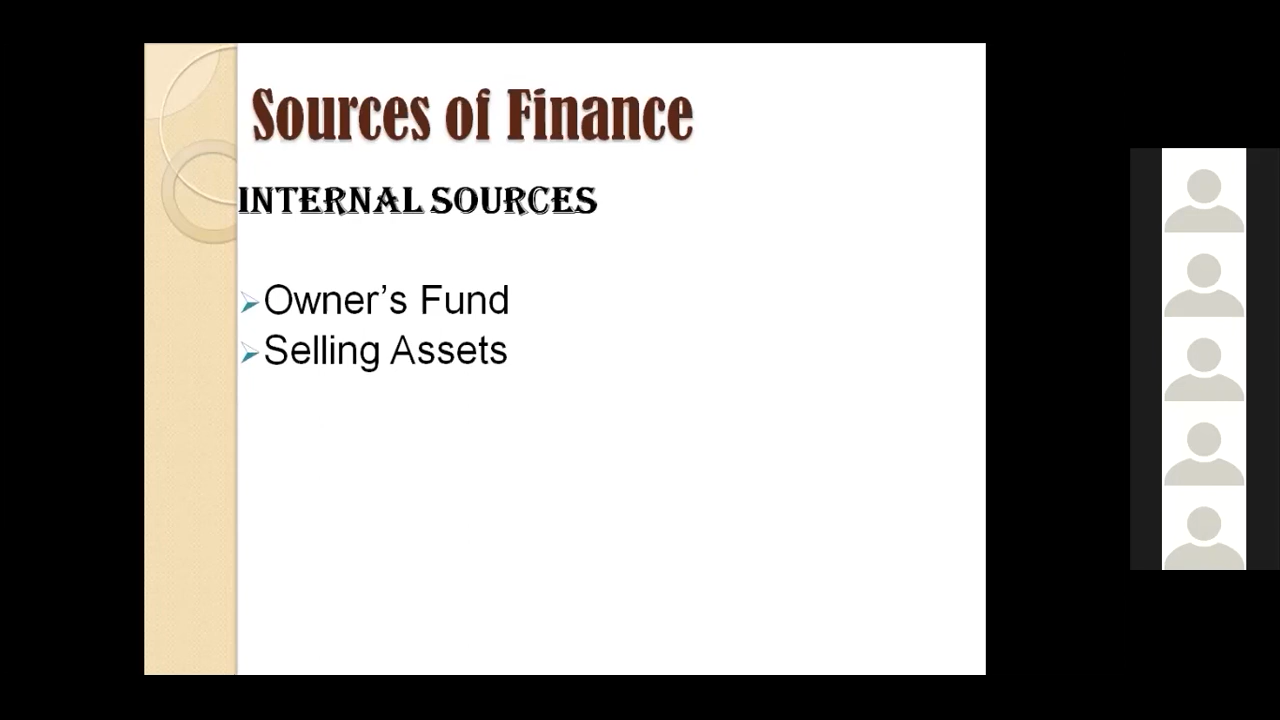 Sources of Finance
INTERNAL SOURCES
Owner’s Fund
Selling Assets